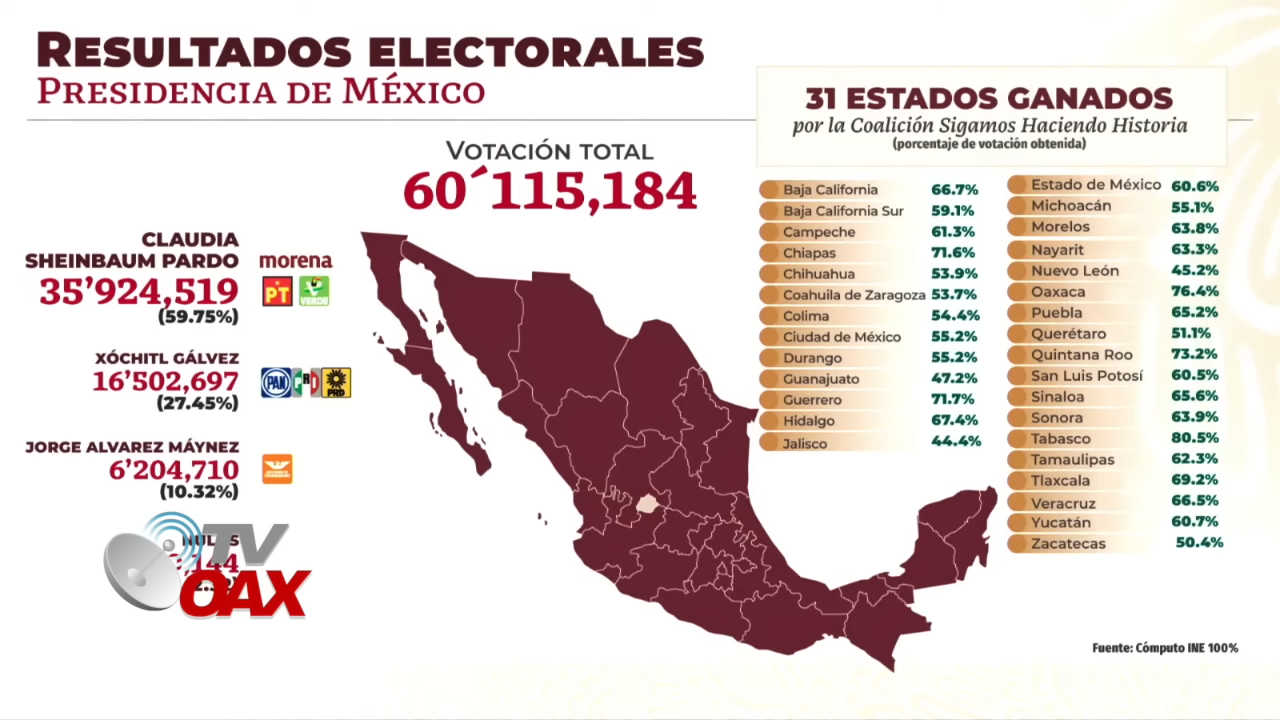 RESULTADOS ELECTORALES
PRESIDENCIA DE MÉXICO
VOTACIÓN TOTAL
60´115,184
CLAUDIA
SHEINBAUM PARDO
morena
35’924,519
PT
VERDE
(59.75%)
XÓCHITL GÁLVEZ
16’502,697
PAN
PRD
(27.45%)
JORGE ALVAREZ MÁYNEZ
6’204,710
(10.32%)
TV
OAX
31 ESTADOS GANADOS
por la Coalición Sigamos Haciendo Historia
(porcentaje de votación obtenida)
Baja California 66.7%
Baja California Sur 59.1%
Campeche 61.3%
Chiapas 71.6%
Chihuahua 53.9%
Coahuila de Zaragoza 53.7%
Colima 54.4%
Ciudad de México 55.2%
Durango 55.2%
Guanajuato 47.2%
Guerrero 71.7%
Hidalgo 67.4%
Jalisco 44.4%
Estado de México 60.6%
Michoacán 55.1%
Morelos 63.8%
Nayarit 63.3%
Nuevo León 45.2%
Oaxaca 76.4%
Puebla 65.2%
Querétaro 51.1%
Quintana Roo 73.2%
San Luis Potosí 60.5%
Sinaloa 65.6%
Sonora 63.9%
Tabasco 80.5%
Tamaulipas 62.3%
Tlaxcala 69.2%
Veracruz 66.5%
Yucatán 60.7%
Zacatecas 50.4%
Fuente: Cómputo INE 100%